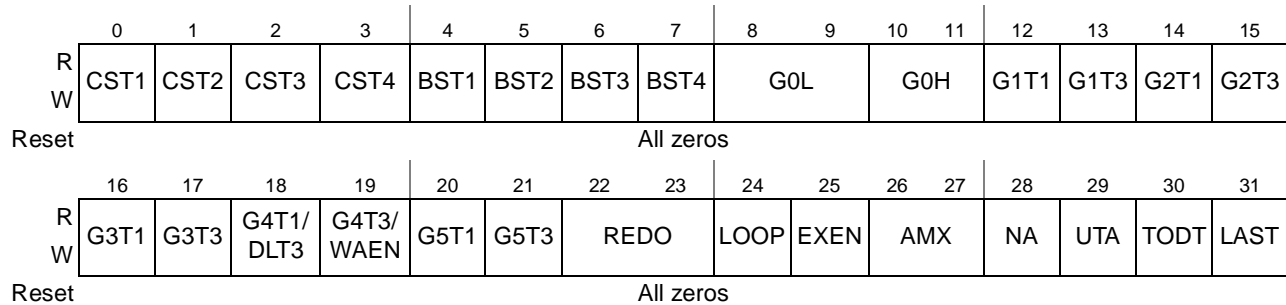 0 1 2 3 4 5 6 7 8 9 10 11 12 13 14 15
R
W
CST1 CST2 CST3 CST4 BST1 BST2 BST3 BST4 G0L G0H G1T1 G1T3 G2T1 G2T3
Reset All zeros
16 17 18 19 20 21 22 23 24 25 26 27 28 29 30 31
R
W
G3T1 G3T3 G4T1/ DLT3 G4T3/ WAEN G5T1 G5T3 REDO LOOP EXEN AMX NA UTA TODT LAST
Reset All zeros